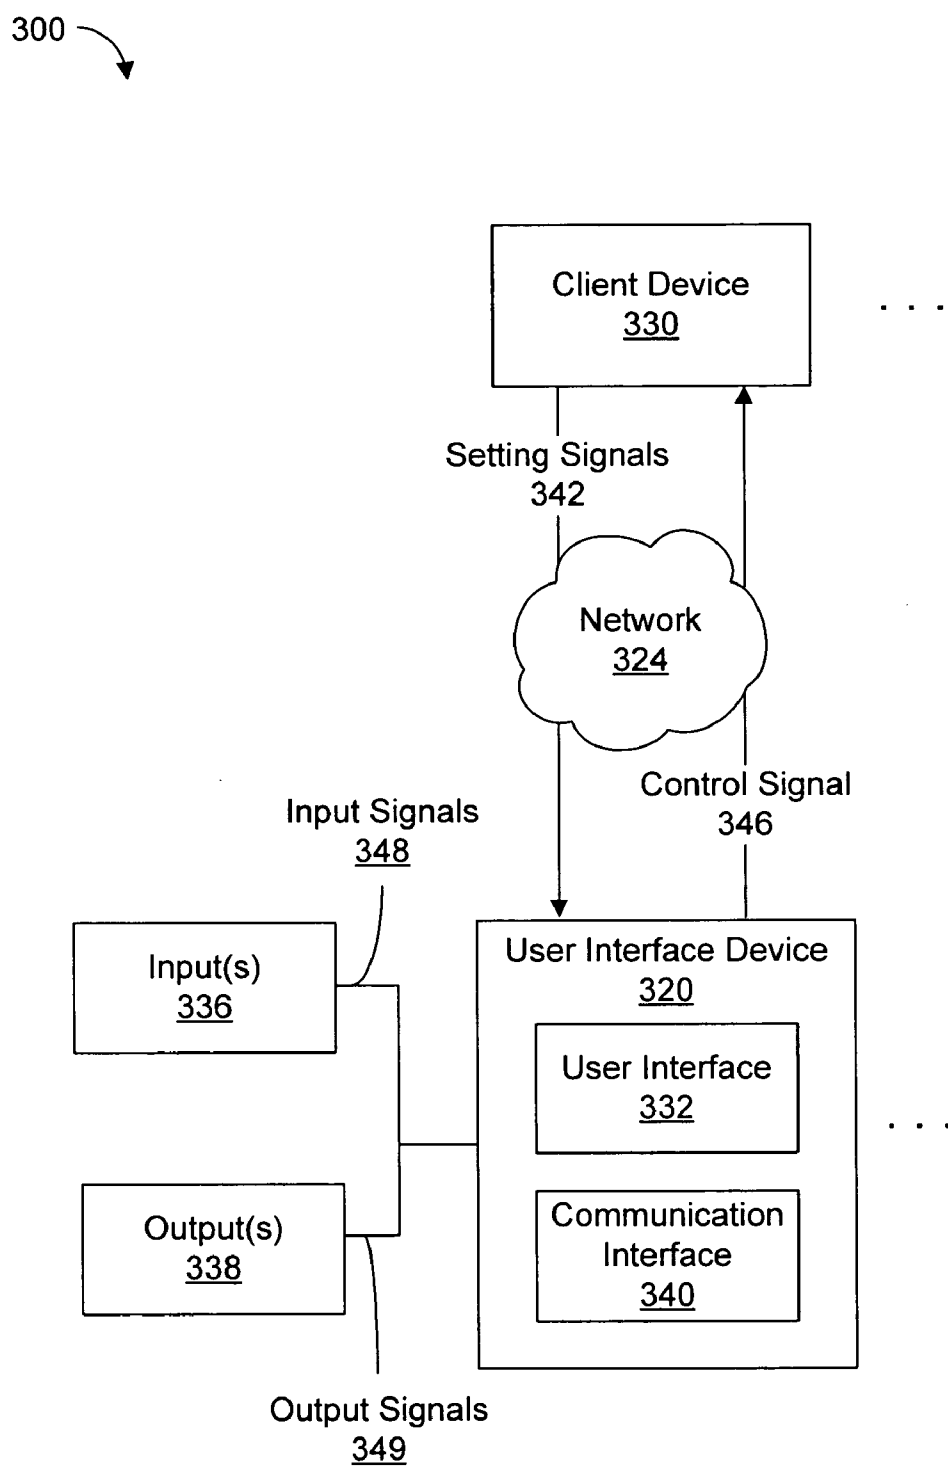 300
Client Device
330
. . .
Setting Signals
342
Network
324
Control Signal
346
Input Signals
348
Input(s)
336
User Interface Device
320
User Interface
332
. . .
Output(s)
338
Communication
Interface
340
Output Signals
349